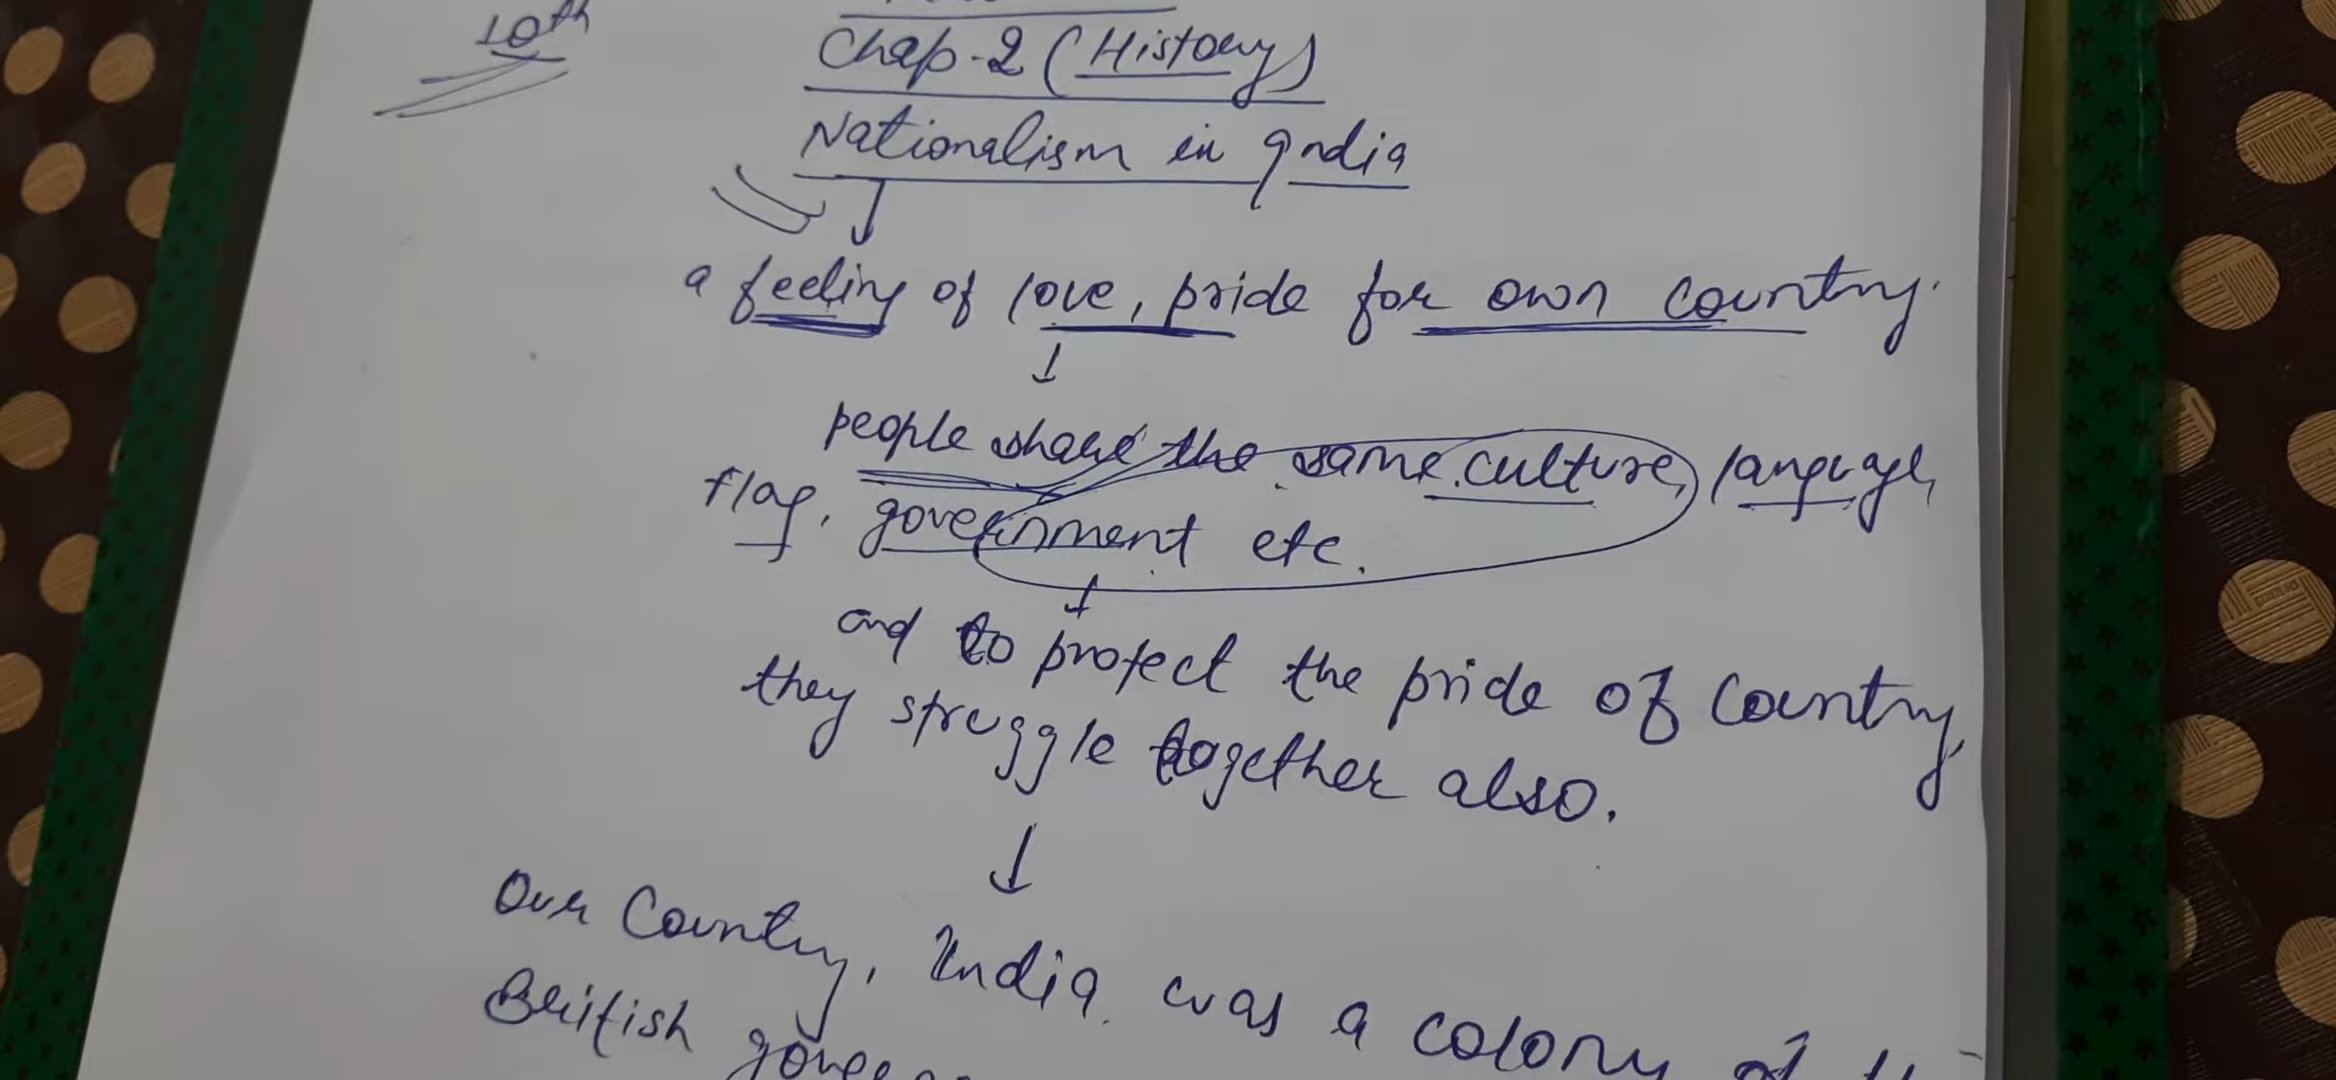 10th
Chap-2 (History)
Nationalism in India
a feeling of love, pride for own country.
people share the same culture, language,
flag, government etc.
and to protect the pride of country,
they struggle together also.
Our Country, India was a colony of
British